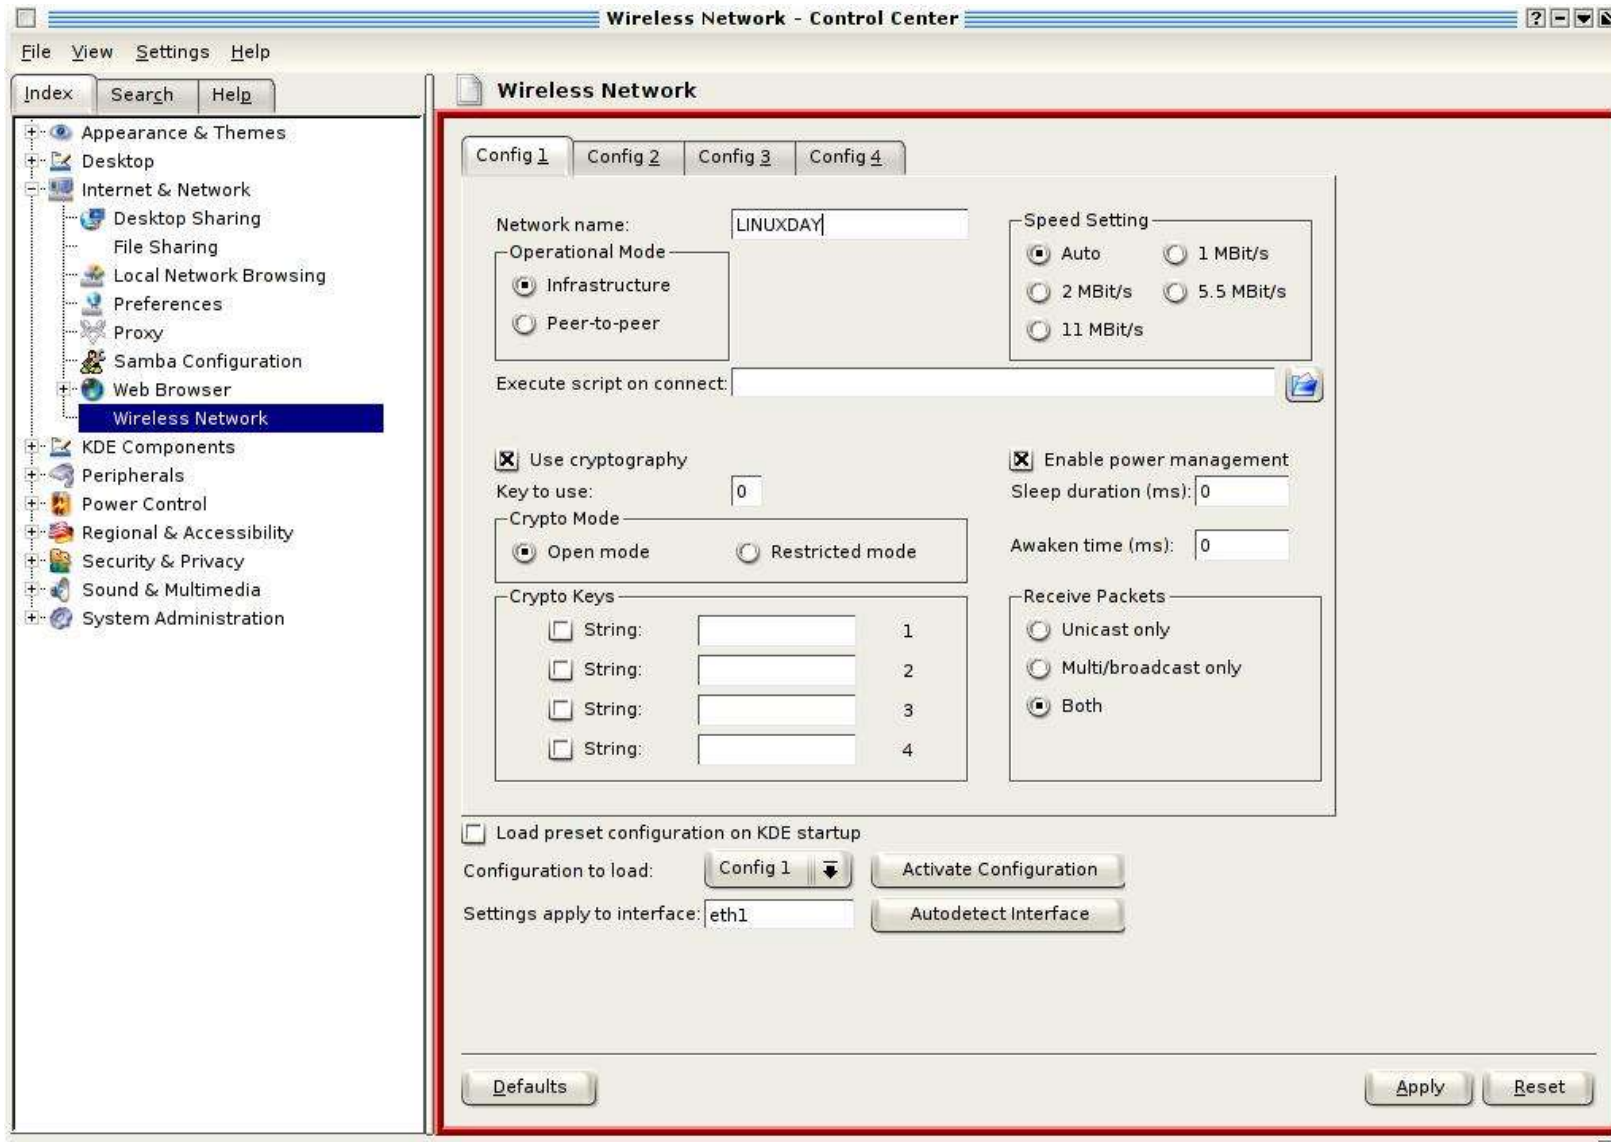 Wireless Network - Control Center
File View Settings Help
Index Search Help
Wireless Network
Appearance & Themes
Desktop
Internet & Network
Desktop Sharing
File Sharing
Local Network Browsing
Preferences
Proxy
Samba Configuration
Web Browser
Wireless Network
KDE Components
Peripherals
Power Control
Regional & Accessibility
Security & Privacy
Sound & Multimedia
System Administration
Config 1 Config 2 Config 3 Config 4
Network name: LINUXDAY
Operational Mode
Infrastructure
Peer-to-peer
Speed Setting
Auto 1 MBit/s
2 MBit/s 5.5 MBit/s
11 MBit/s
Execute script on connect:
Use cryptography
Key to use: 0
Crypto Mode
Open mode Restricted mode
Crypto Keys
String: 1
String: 2
String: 3
String: 4
Enable power management
Sleep duration (ms): 0
Awaken time (ms): 0
Receive Packets
Unicast only
Multi/broadcast only
Both
Load preset configuration on KDE startup
Configuration to load: Config 1 Activate Configuration
Settings apply to interface: eth1 Autodetect Interface
Defaults Apply Reset